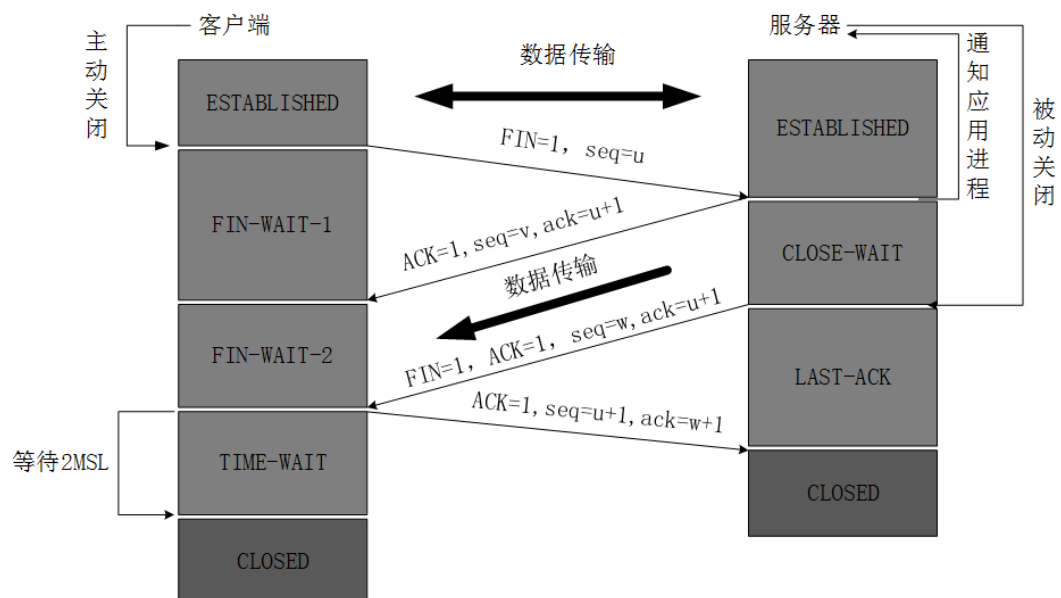 客户端
服务器
主动关闭
数据传输
通知应用进程
被动关闭
ESTABLISHED
ESTABLISHED
FIN=1, seq=u
FIN-WAIT-1
ACK=1,seq=v,ack=u+1
CLOSE-WAIT
数据传输
FIN=1, ACK=1, seq=w,ack=u+1
FIN-WAIT-2
LAST-ACK
ACK=1,seq=u+1,ack=w+1
等待2MSL
TIME-WAIT
CLOSED
CLOSED